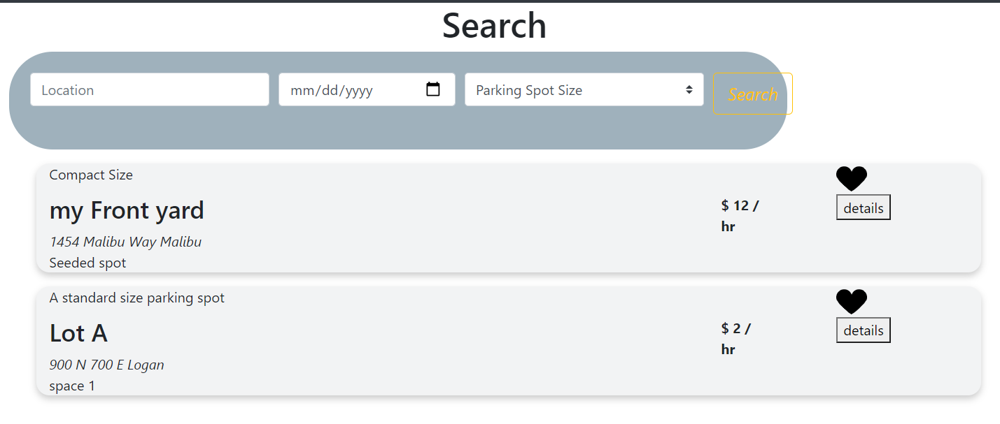 Search
Location
mm/dd/yyyy
Parking Spot Size
Search
Compact Size
my Front yard
1454 Malibu Way Malibu
Seeded spot
$ 12 /
hr
details
A standard size parking spot
Lot A
900 N 700 E Logan
space 1
$ 2 /
hr
details